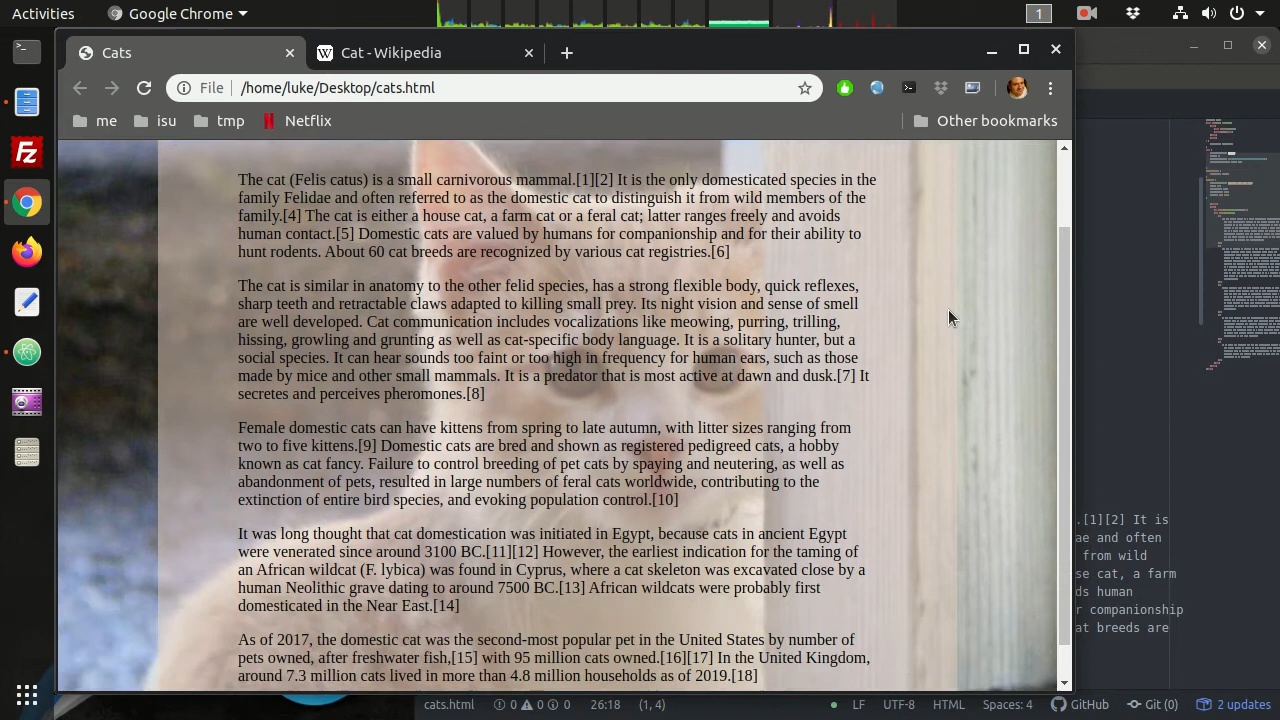 Activities
Google Chrome
1
Cats
W Cat - Wikipedia
File /home/luke/Desktop/cats.html
me isu tmp Netflix Other bookmarks
The cat (Felis catus) is a small carnivorous mammal.[1][2] It is the only domesticated species in the
family Felidae and often referred to as the domestic cat to distinguish it from wild members of the
family.[4] The cat is either a house cat, a farm cat or a feral cat; latter ranges freely and avoids
human contact.[5] Domestic cats are valued by humans for companionship and for their ability to
hunt rodents. About 60 cat breeds are recognized by various cat registries.[6]
The cat is similar in anatomy to the other felid species, has a strong flexible body, quick reflexes,
sharp teeth and retractable claws adapted to killing small prey. Its night vision and sense of smell
are well developed. Cat communication includes vocalizations like meowing, purring, trilling,
hissing, growling and grunting as well as cat-specific body language. It is a solitary hunter, but a
social species. It can hear sounds too faint or too high in frequency for human ears, such as those
made by mice and other small mammals. It is a predator that is most active at dawn and dusk.[7] It
secretes and perceives pheromones.[8]
Female domestic cats can have kittens from spring to late autumn, with litter sizes ranging from
two to five kittens.[9] Domestic cats are bred and shown as registered pedigreed cats, a hobby
known as cat fancy. Failure to control breeding of pet cats by spaying and neutering, as well as
abandonment of pets, resulted in large numbers of feral cats worldwide, contributing to the
extinction of entire bird species, and evoking population control.[10]
It was long thought that cat domestication was initiated in Egypt, because cats in ancient Egypt
were venerated since around 3100 BC.[11][12] However, the earliest indication for the taming of
an African wildcat (F. lybica) was found in Cyprus, where a cat skeleton was excavated close by a
human Neolithic grave dating to around 7500 BC.[13] African wildcats were probably first
domesticated in the Near East.[14]
As of 2017, the domestic cat was the second-most popular pet in the United States by number of
pets owned, after freshwater fish,[15] with 95 million cats owned.[16][17] In the United Kingdom,
around 7.3 million cats lived in more than 4.8 million households as of 2019.[18]
.[1][2] It is
ae and often
from wild
se cat, a farm
ds human
r companionship
at breeds are
cats.html 0 0 0 26:18 (1, 4) LF UTF-8 HTML Spaces: 4 GitHub Git (0) 2 updates
Fz